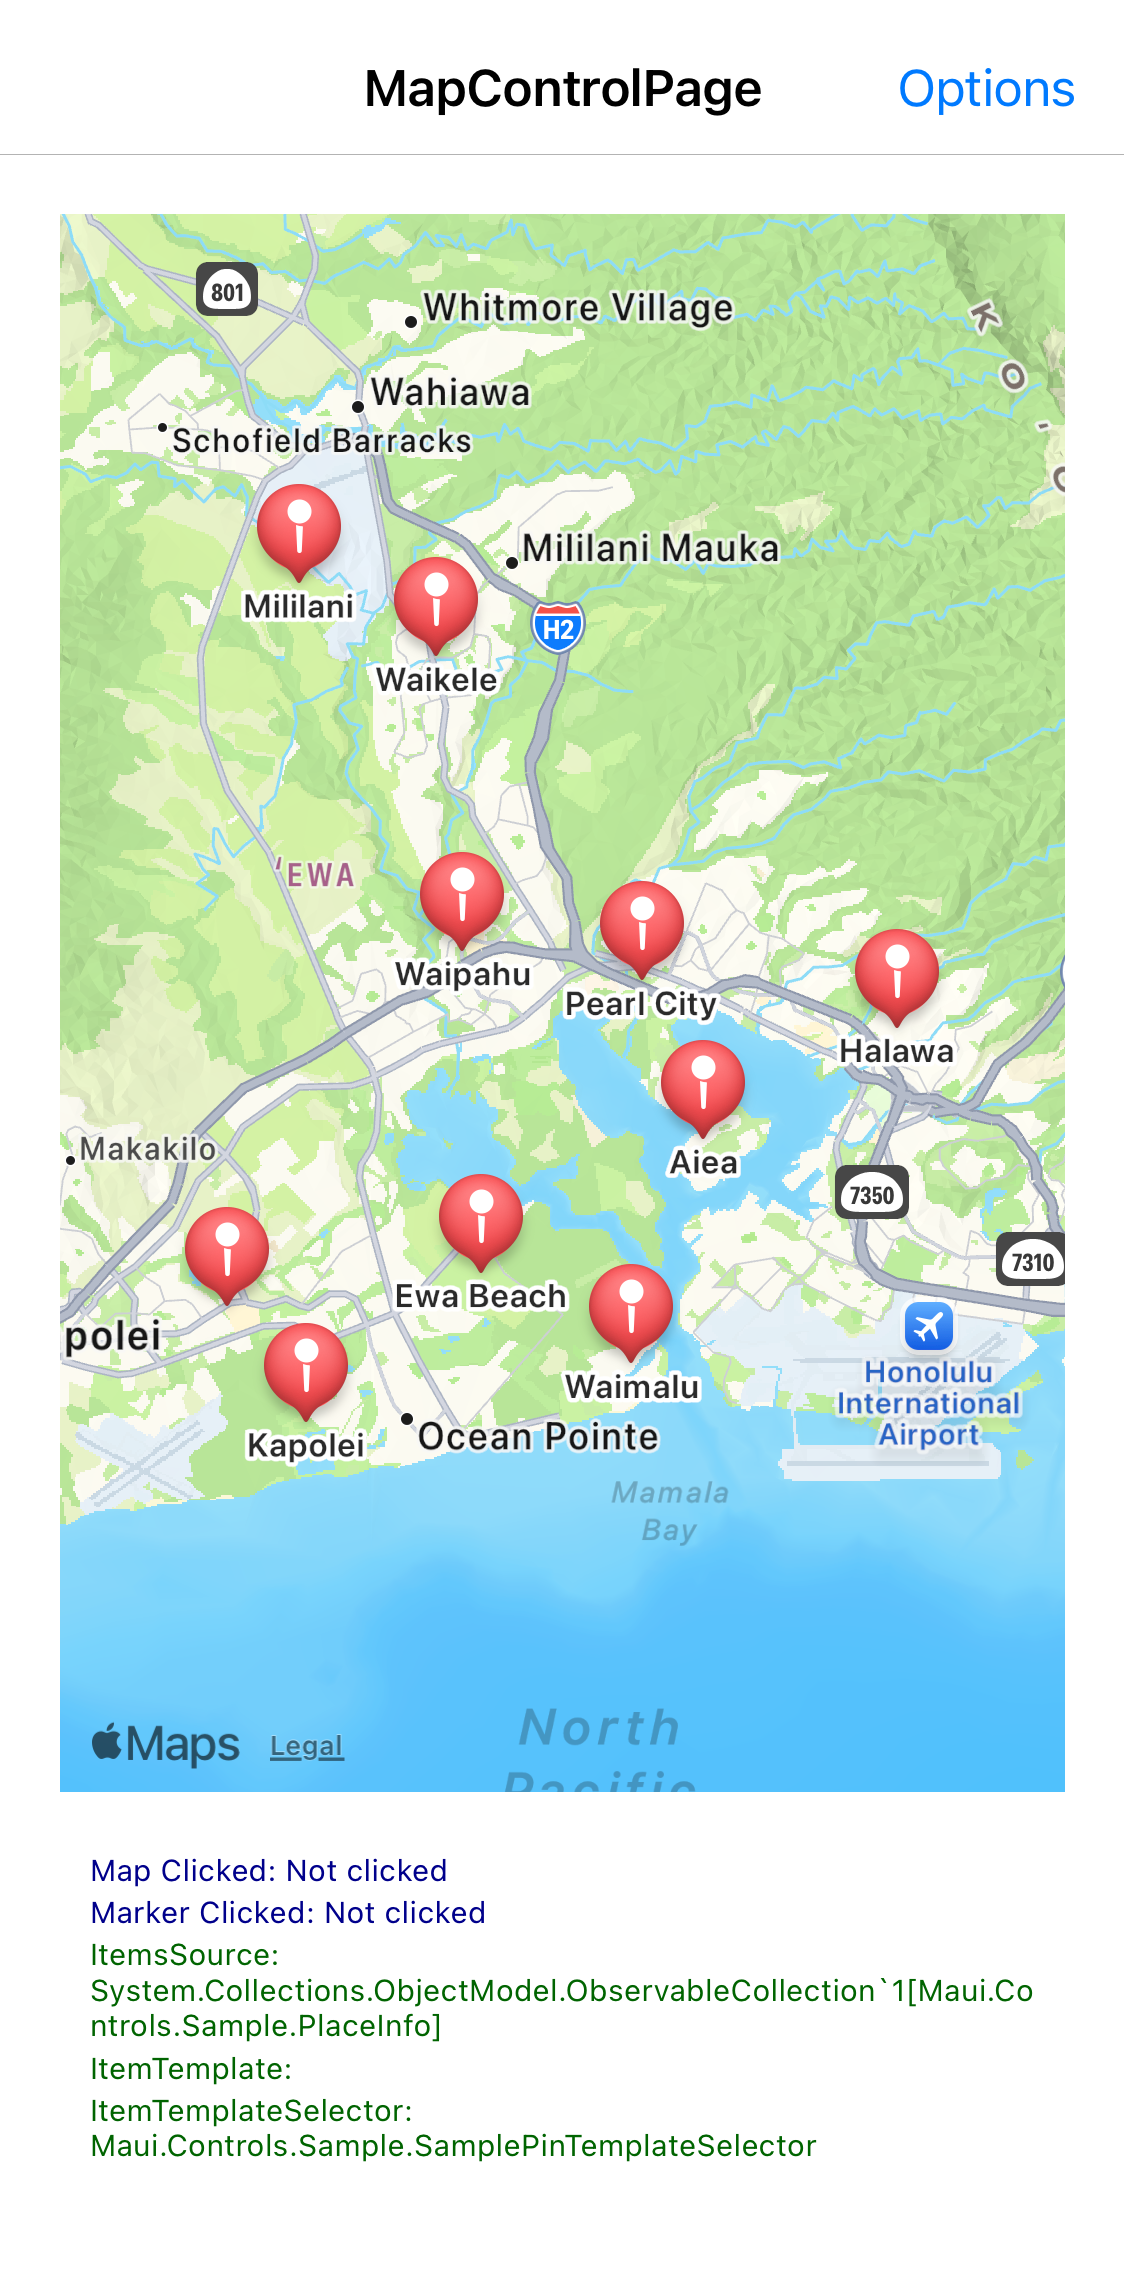 MapControlPage
Options
801
Whitmore Village
K
O
Wahiawa
Schofield Barracks
Mililani Mauka
Mililani
H2
Waikele
ʻEWA
Waipahu
Pearl City
Halawa
Makakilo
Aiea
7350
7310
Ewa Beach
polei
Waimalu
Honolulu
International
Airport
Kapolei
Ocean Pointe
Mamala
Bay
North
Pacific
Maps
Legal
Map Clicked: Not clicked
Marker Clicked: Not clicked
ItemsSource:
System.Collections.ObjectModel.ObservableCollection`1[Maui.Co
ntrols.Sample.PlaceInfo]
ItemTemplate:
ItemTemplateSelector:
Maui.Controls.Sample.SamplePinTemplateSelector